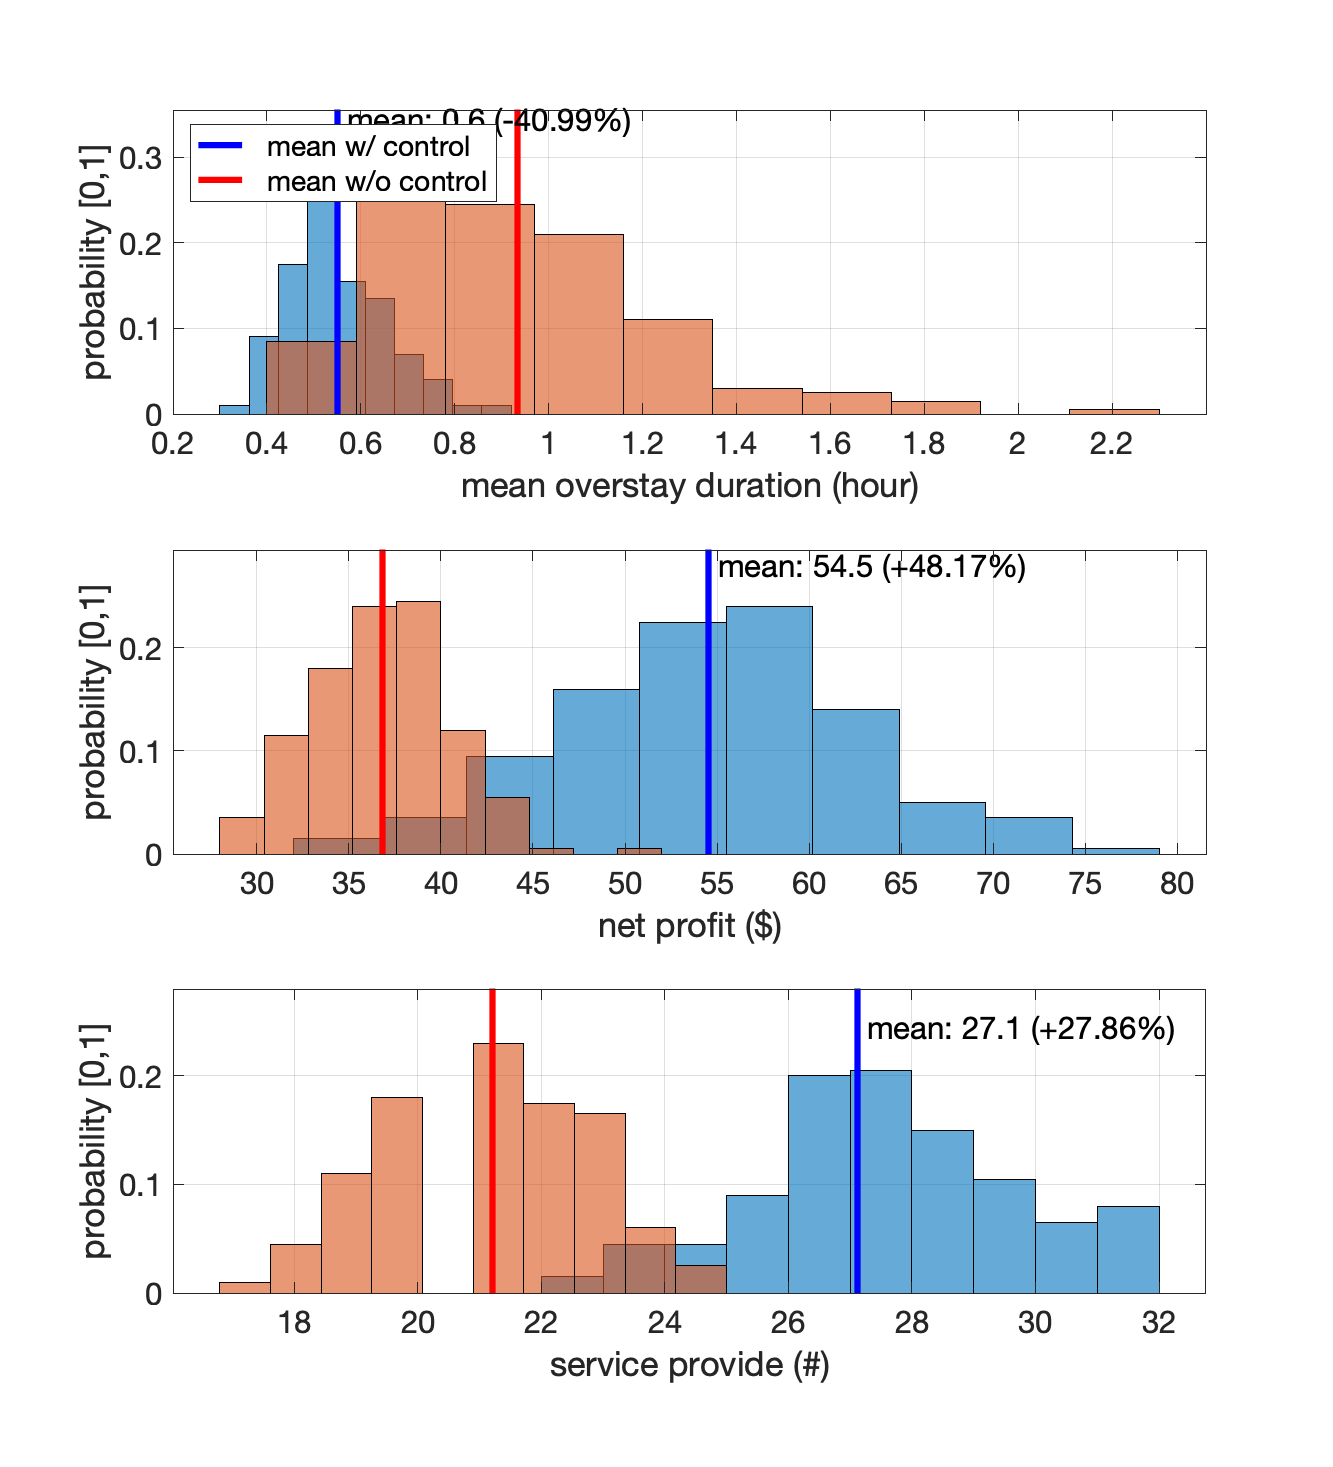 mean: 0.6 (-40.99%)
mean w/ control
mean w/o control
probability [0,1]
0.3
0.2
0.1
0
0.2 0.4 0.6 0.8 1 1.2 1.4 1.6 1.8 2 2.2
mean overstay duration (hour)
mean: 54.5 (+48.17%)
probability [0,1]
0.2
0.1
0
30 35 40 45 50 55 60 65 70 75 80
net profit ($)
mean: 27.1 (+27.86%)
probability [0,1]
0.2
0.1
0
18 20 22 24 26 28 30 32
service provide (#)